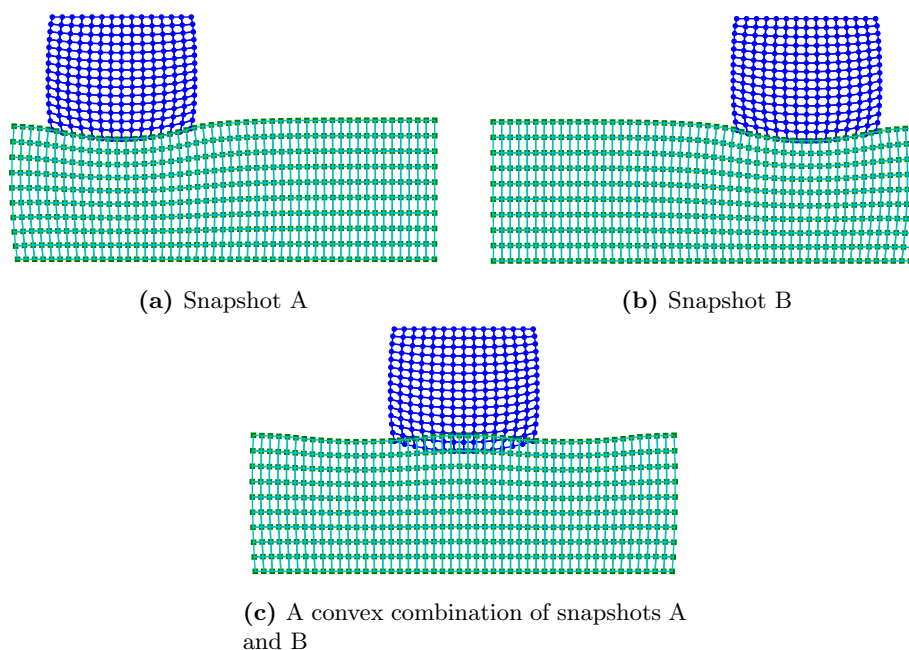 (a) Snapshot A
(b) Snapshot B
(c) A convex combination of snapshots A
and B